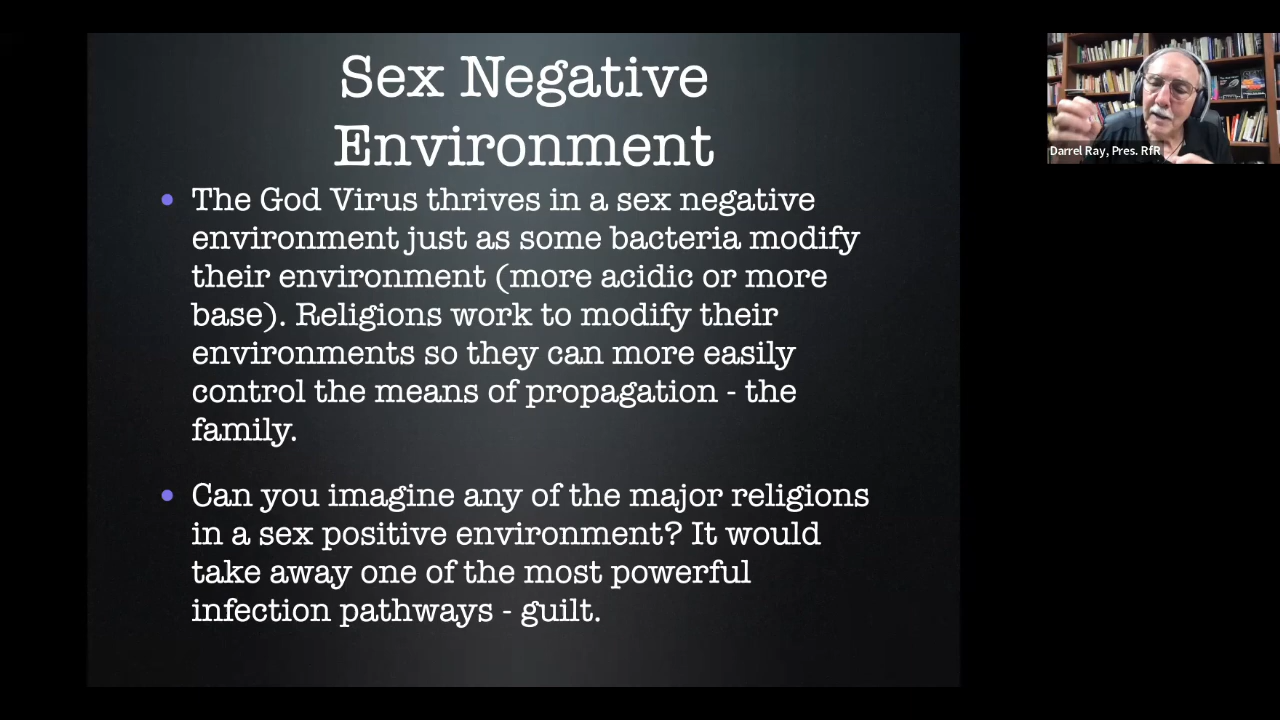 Sex Negative
Environment
• The God Virus thrives in a sex negative
environment just as some bacteria modify
their environment (more acidic or more
base). Religions work to modify their
environments so they can more easily
control the means of propagation - the
family.
• Can you imagine any of the major religions
in a sex positive environment? It would
take away one of the most powerful
infection pathways - guilt.
Darrel Ray, Pres. RfR